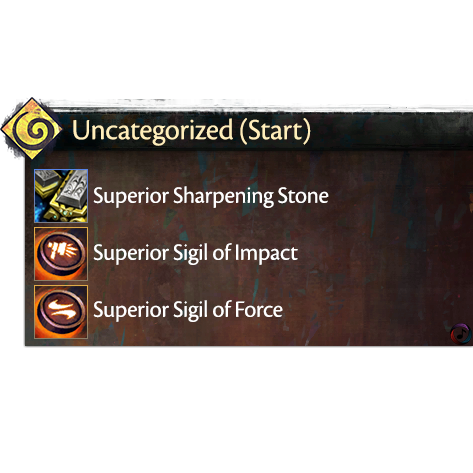 Uncategorized (Start)
Superior Sharpening Stone
Superior Sigil of Impact
Superior Sigil of Force